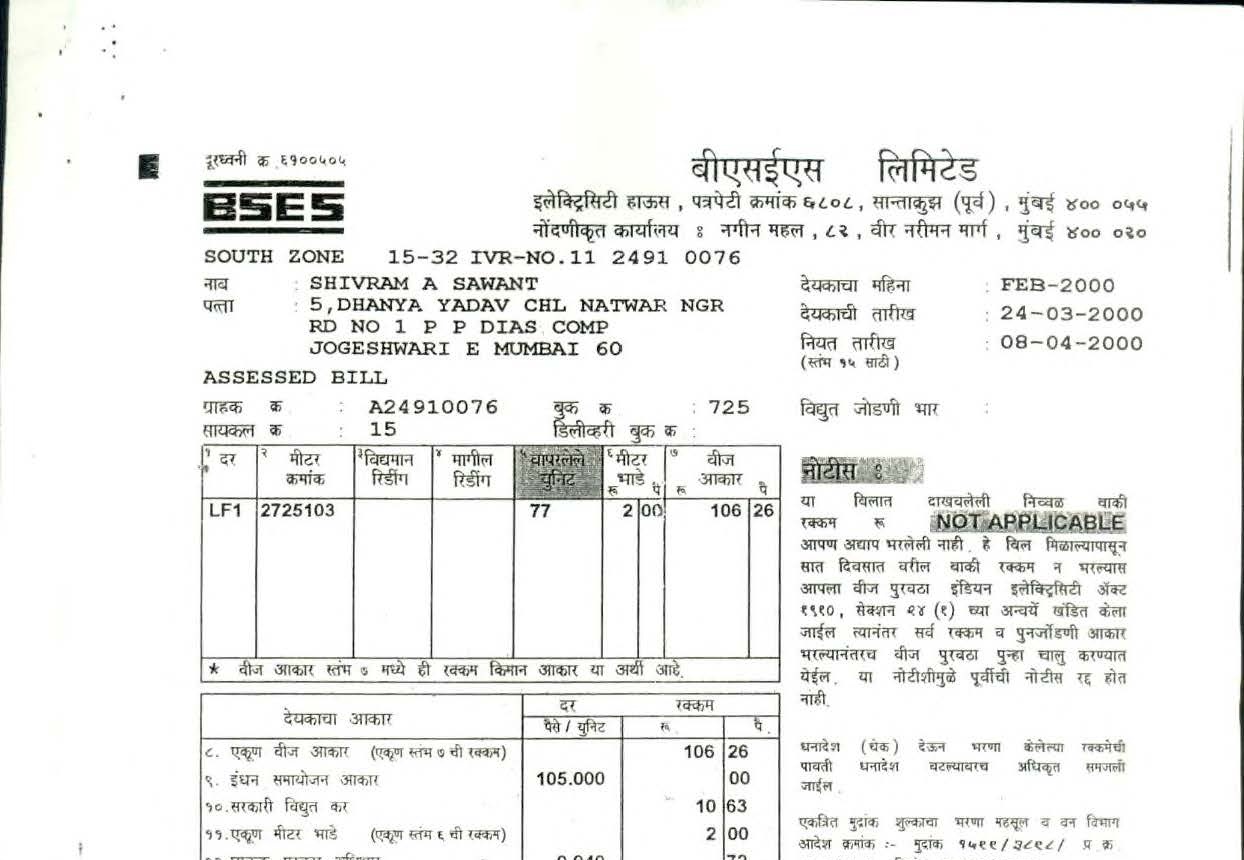 दूरध्वनी क्र ६१००५०५
BSES
बीएसईएस लिमिटेड
इलेक्ट्रिसिटी हाऊस , पत्रपेटी क्रमांक ६८०८, सान्ताक्रुझ (पूर्व) , मुंबई ४०० ०५५
नोंदणीकृत कार्यालय : नगीन महल , ८२ , वीर नरीमन मार्ग , मुंबई ४०० ०२०
SOUTH ZONE 15-32 IVR-NO.11 2491 0076
नाव : SHIVRAM A SAWANT
पत्ता : 5,DHANYA YADAV CHL NATWAR NGR
RD NO 1 P P DIAS COMP
JOGESHWARI E MUMBAI 60
देयकाचा महिना : FEB-2000
देयकाची तारीख : 24-03-2000
नियत तारीख : 08-04-2000
(स्तंभ १५ साठी)
ASSESSED BILL
ग्राहक क्र : A24910076 बुक क्र : 725
विद्युत जोडणी भार :
सायकल क्र : 15 डिलीव्हरी बुक क्र :
१ दर २ मीटर क्रमांक ३ विद्यमान रिडींग ४ मागील रिडींग ५ वापरलेले युनिट ६ मीटर भाडे रू पै ७ वीज आकार रू पै
LF1 2725103 77 2 00 106 26
* वीज आकार स्तंभ ७ मध्ये ही रक्कम किमान आकार या अर्थी आहे.
देयकाचा आकार दर रक्कम
पैसे / युनिट रू पै.
८. एकूण वीज आकार (एकूण स्तंभ ७ ची रक्कम) 106 26
९. इंधन समायोजन आकार 105.000 00
१०.सरकारी विद्युत कर 10 63
११.एकूण मीटर भाडे (एकूण स्तंम ६ ची रक्कम) 2 00
नोटीस :
या बिलात दाखवलेली निव्वळ बाकी
रक्कम रू NOT APPLICABLE
आपण अद्याप भरलेली नाही. हे बिल मिळाल्यापासून
सात दिवसात वरील बाकी रक्कम न भरल्यास
आपला वीज पुरवठा इंडियन इलेक्ट्रिसिटी ॲक्ट
१९१०, सेक्शन २४ (१) च्या अन्वयें खंडित केला
जाईल त्यानंतर सर्व रक्कम व पुनर्जोडणी आकार
भरल्यानंतरच वीज पुरवठा पुन्हा चालु करण्यात
येईल. या नोटीशीमुळे पूर्वीची नोटीस रद्द होत
नाही.
धनादेश (चेक) देऊन भरणा केलेल्या रक्कमेची
पावती धनादेश वटल्यावरच अधिकृत समजली
जाईल.
एकत्रित मुद्रांक शुल्काचा भरणा महसूल व वन विभाग
आदेश क्रमांक :- मुद्रांक १५९९/३८९८/ प्र क्र